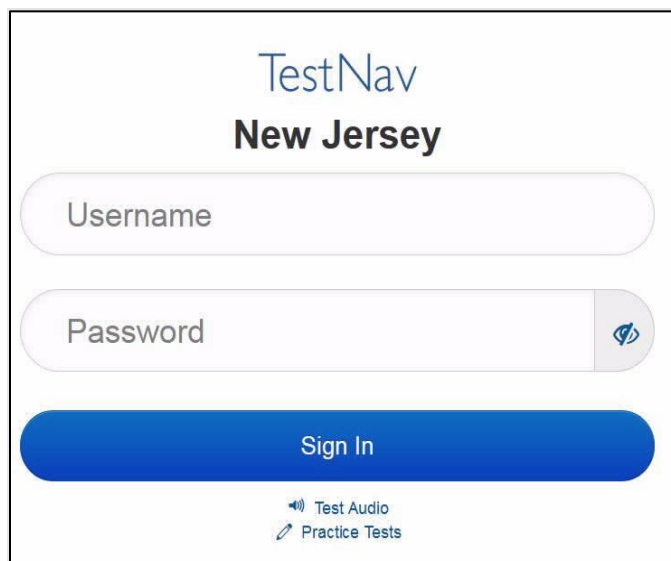 TestNav
New Jersey
Username
Password
Sign In
Test Audio
Practice Tests